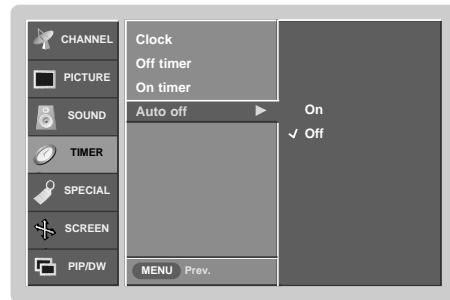 CHANNEL
PICTURE
SOUND
TIMER
SPECIAL
SCREEN
PIP/DW
Clock
Off timer
On timer
Auto off
On
Off
MENU Prev.